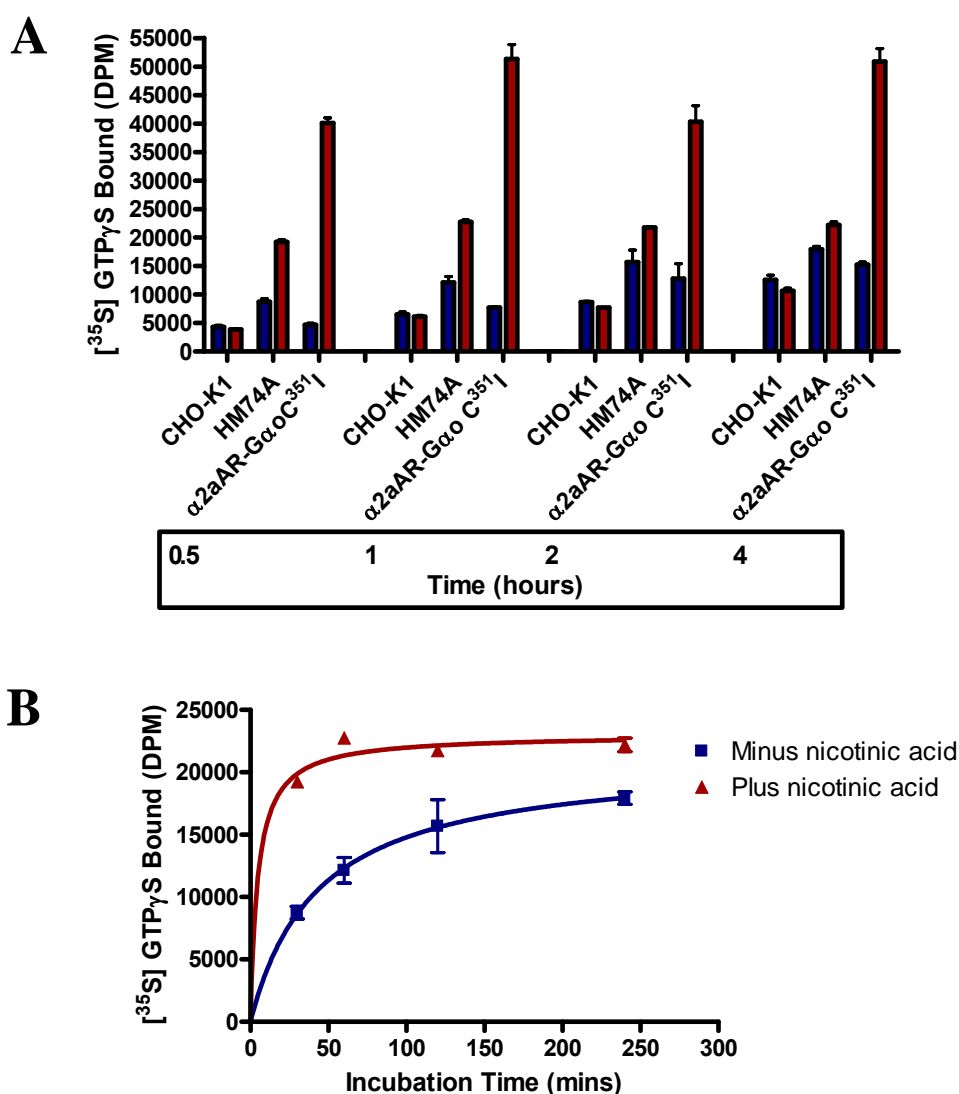 A
[³⁵S] GTPγS Bound (DPM)
55000
50000
45000
40000
35000
30000
25000
20000
15000
10000
5000
0
CHO-K1
HM74A
α2aAR-GαoC³⁵¹I
CHO-K1
HM74A
α2aAR-Gαo C³⁵¹I
CHO-K1
HM74A
α2aAR-Gαo C³⁵¹I
CHO-K1
HM74A
α2aAR-Gαo C³⁵¹I
0.5 1 2 4
Time (hours)
B
[³⁵S] GTPγS Bound (DPM)
25000
20000
15000
10000
5000
0
0 50 100 150 200 250 300
Incubation Time (mins)
Minus nicotinic acid
Plus nicotinic acid